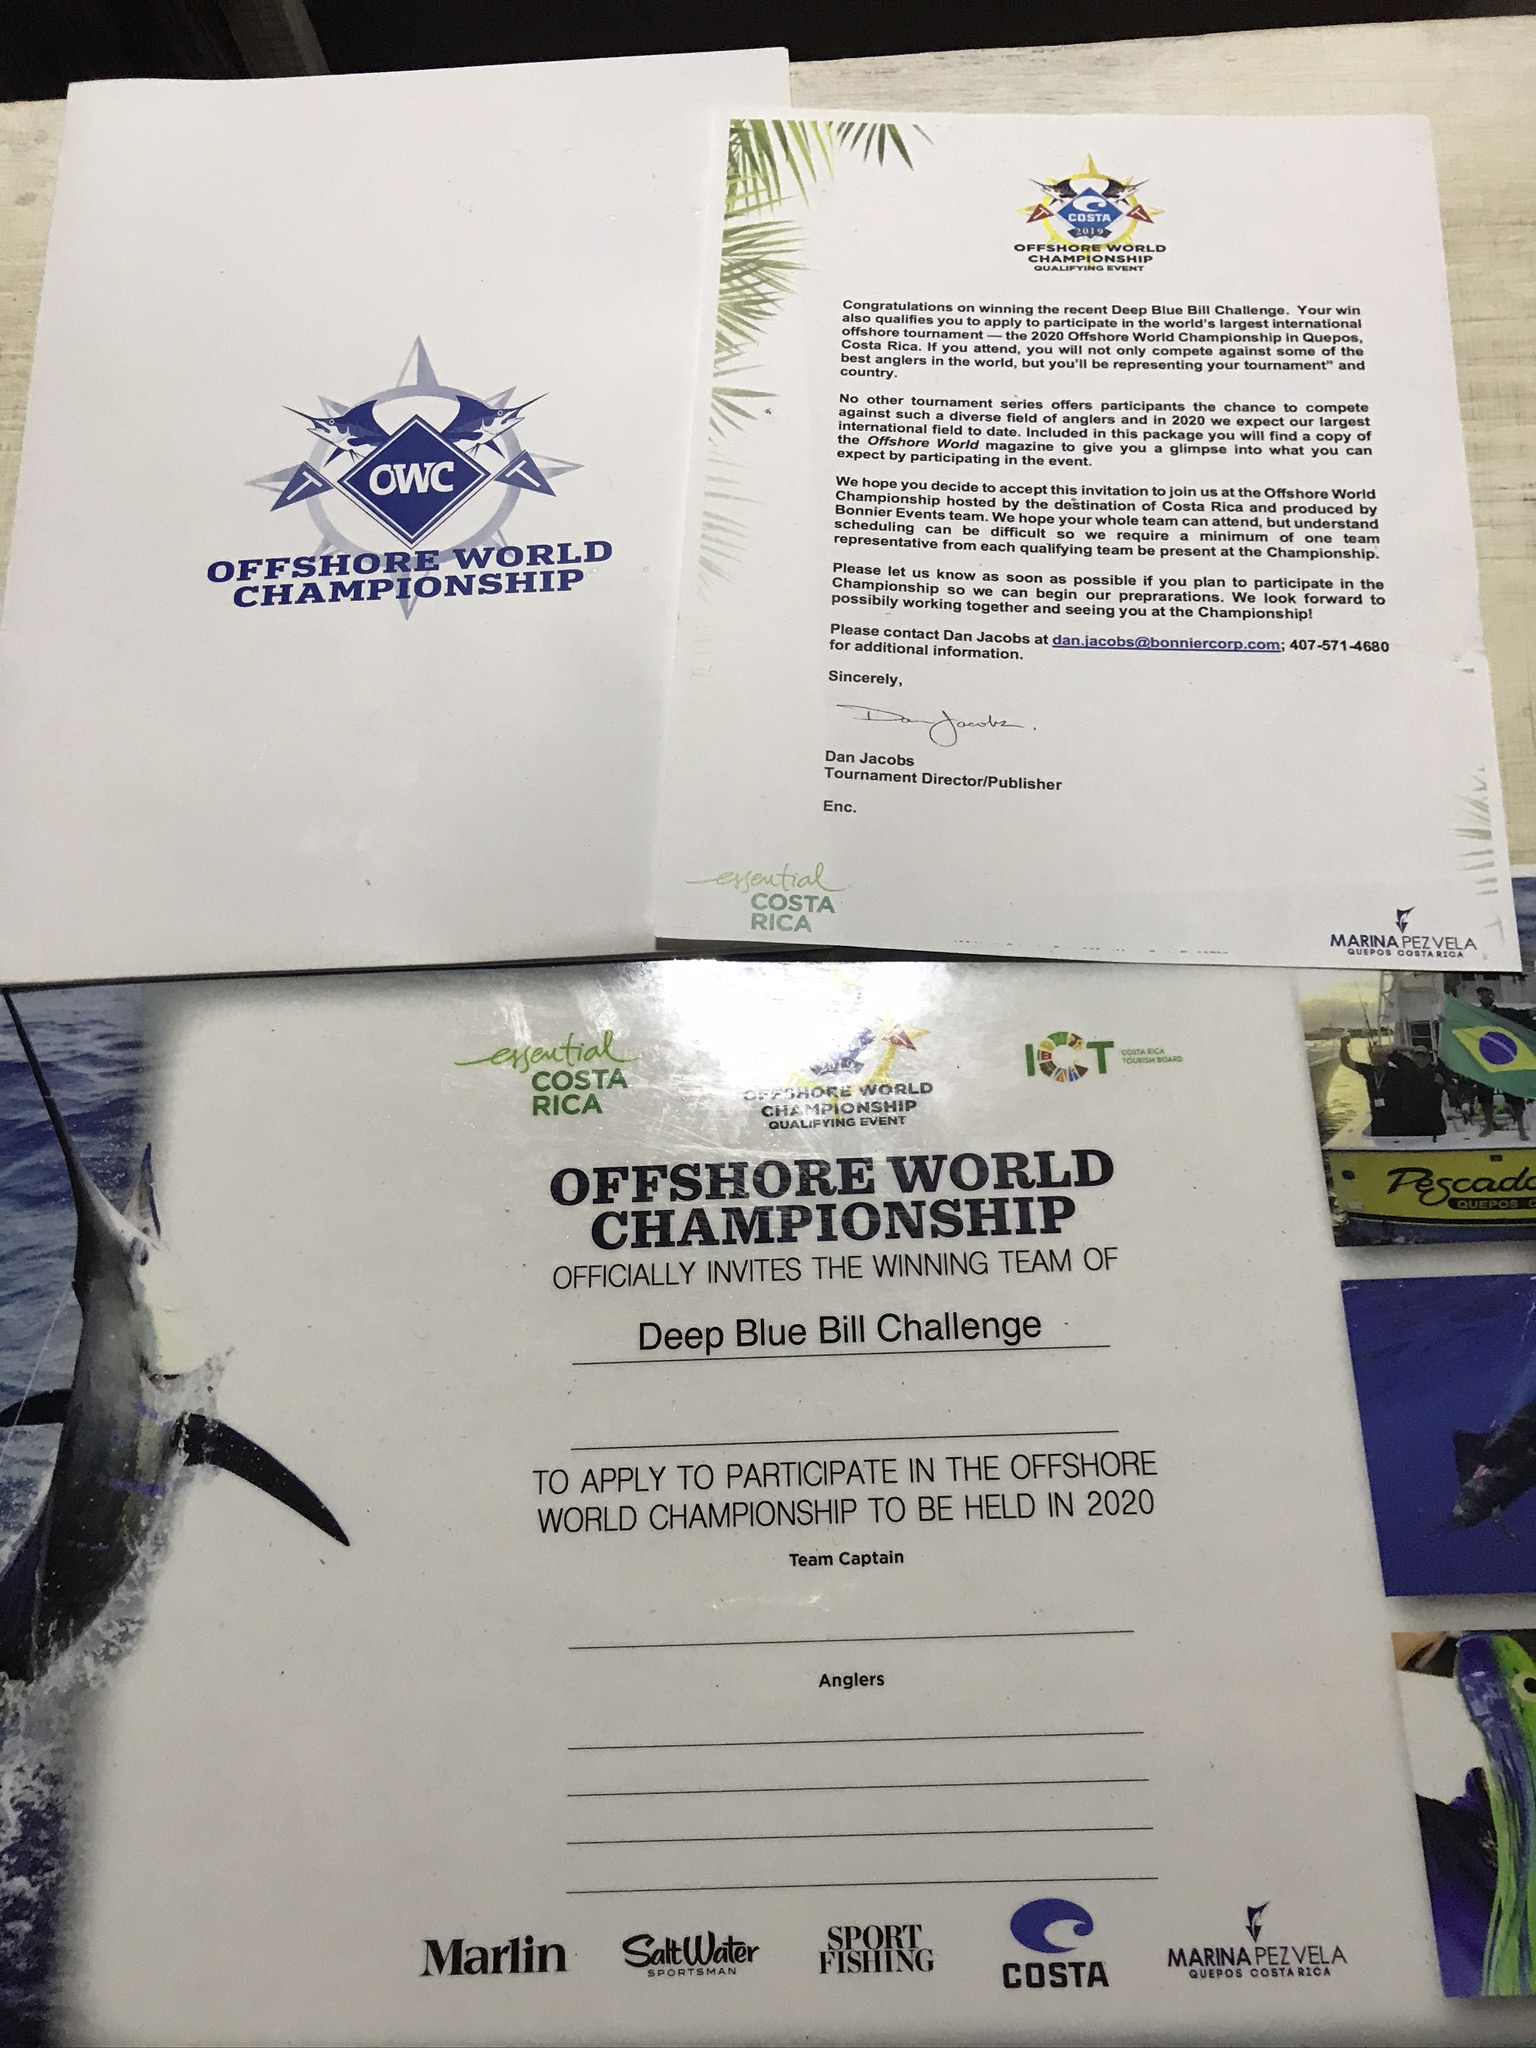 OWC
T
T
OFFSHORE WORLD
CHAMPIONSHIP
COSTA
2019
T
T
OFFSHORE WORLD
CHAMPIONSHIP
QUALIFYING EVENT
Congratulations on winning the recent Deep Blue Bill Challenge. Your win
also qualifies you to apply to participate in the world's largest international
offshore tournament — the 2020 Offshore World Championship in Quepos,
Costa Rica. If you attend, you will not only compete against some of the
best anglers in the world, but you'll be representing your tournament" and
country.
No other tournament series offers participants the chance to compete
against such a diverse field of anglers and in 2020 we expect our largest
international field to date. Included in this package you will find a copy of
the Offshore World magazine to give you a glimpse into what you can
expect by participating in the event.
We hope you decide to accept this invitation to join us at the Offshore World
Championship hosted by the destination of Costa Rica and produced by
Bonnier Events team. We hope your whole team can attend, but understand
scheduling can be difficult so we require a minimum of one team
representative from each qualifying team be present at the Championship.
Please let us know as soon as possible if you plan to participate in the
Championship so we can begin our preprarations. We look forward to
possibily working together and seeing you at the Championship!
Please contact Dan Jacobs at dan.jacobs@bonniercorp.com; 407-571-4680
for additional information.
Sincerely,
Dan Jacobs
Dan Jacobs
Tournament Director/Publisher
Enc.
essential
COSTA
RICA
MARINA PEZ VELA
QUEPOS COSTA RICA
essential
COSTA
RICA
OFFSHORE WORLD
CHAMPIONSHIP
QUALIFYING EVENT
ICT COSTA RICA
TOURISM BOARD
OFFSHORE WORLD
CHAMPIONSHIP
OFFICIALLY INVITES THE WINNING TEAM OF
Deep Blue Bill Challenge
TO APPLY TO PARTICIPATE IN THE OFFSHORE
WORLD CHAMPIONSHIP TO BE HELD IN 2020
Team Captain
Anglers
Pescado
QUEPOS
Marlin
Salt Water
SPORTSMAN
SPORT
FISHING
COSTA
MARINA PEZ VELA
QUEPOS COSTA RICA